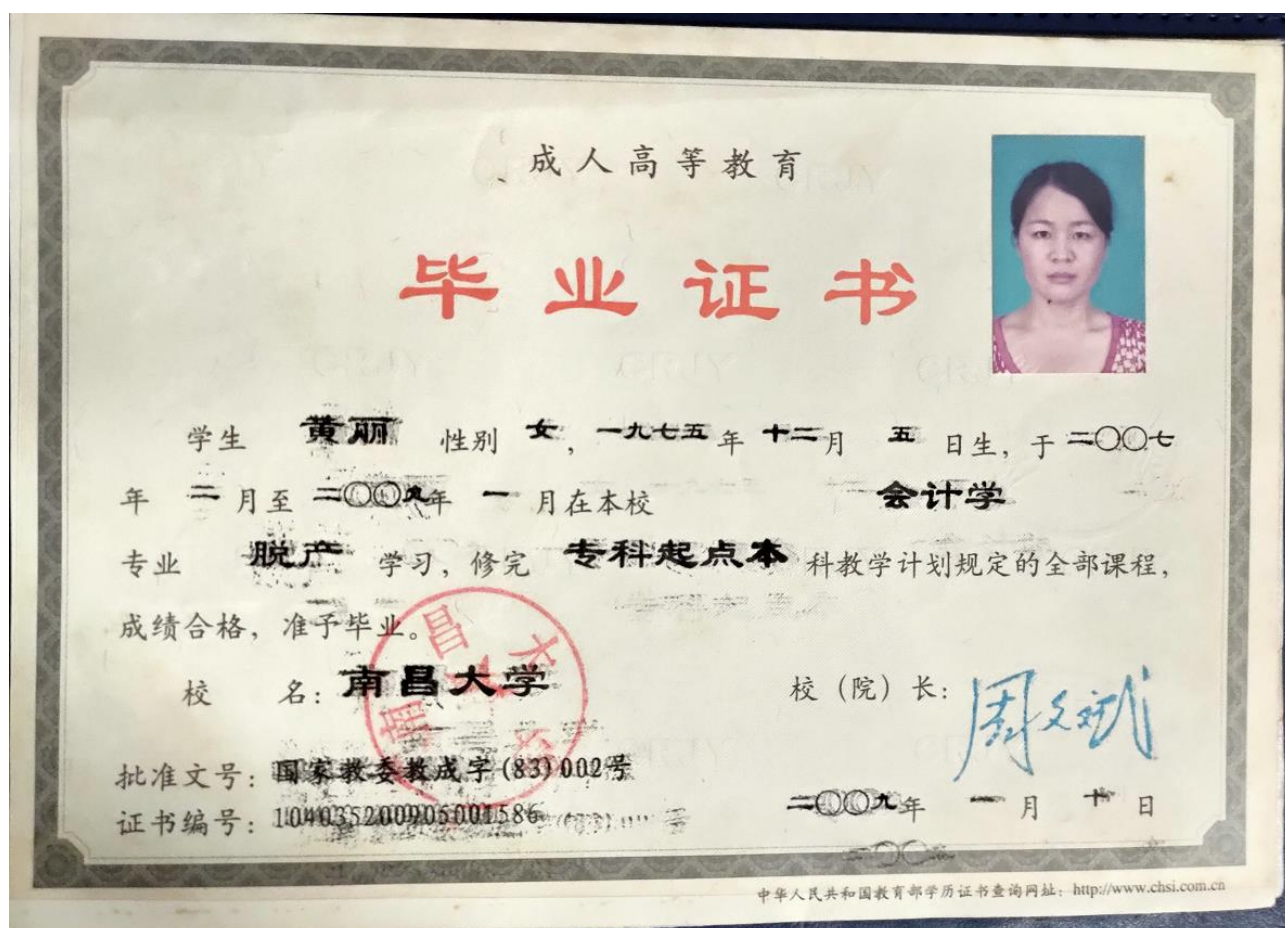 成人高等教育
毕业证书
学生 黄丽 性别 女, 一九七五 年 十二月 五 日生, 于 二〇〇七
年 二 月至 二〇〇九年 一 月在本校 会计学
专业 脱产 学习, 修完 专科起点本 科教学计划规定的全部课程,
成绩合格, 准予毕业。
校 名: 南昌大学 校（院）长: 周文斌
南昌大学
批准文号: 国家教委教成字(83)002号
证书编号: 104035200905001586
二〇〇九年 一 月 十 日
中华人民共和国教育部学历证书查询网址: http://www.chsi.com.cn